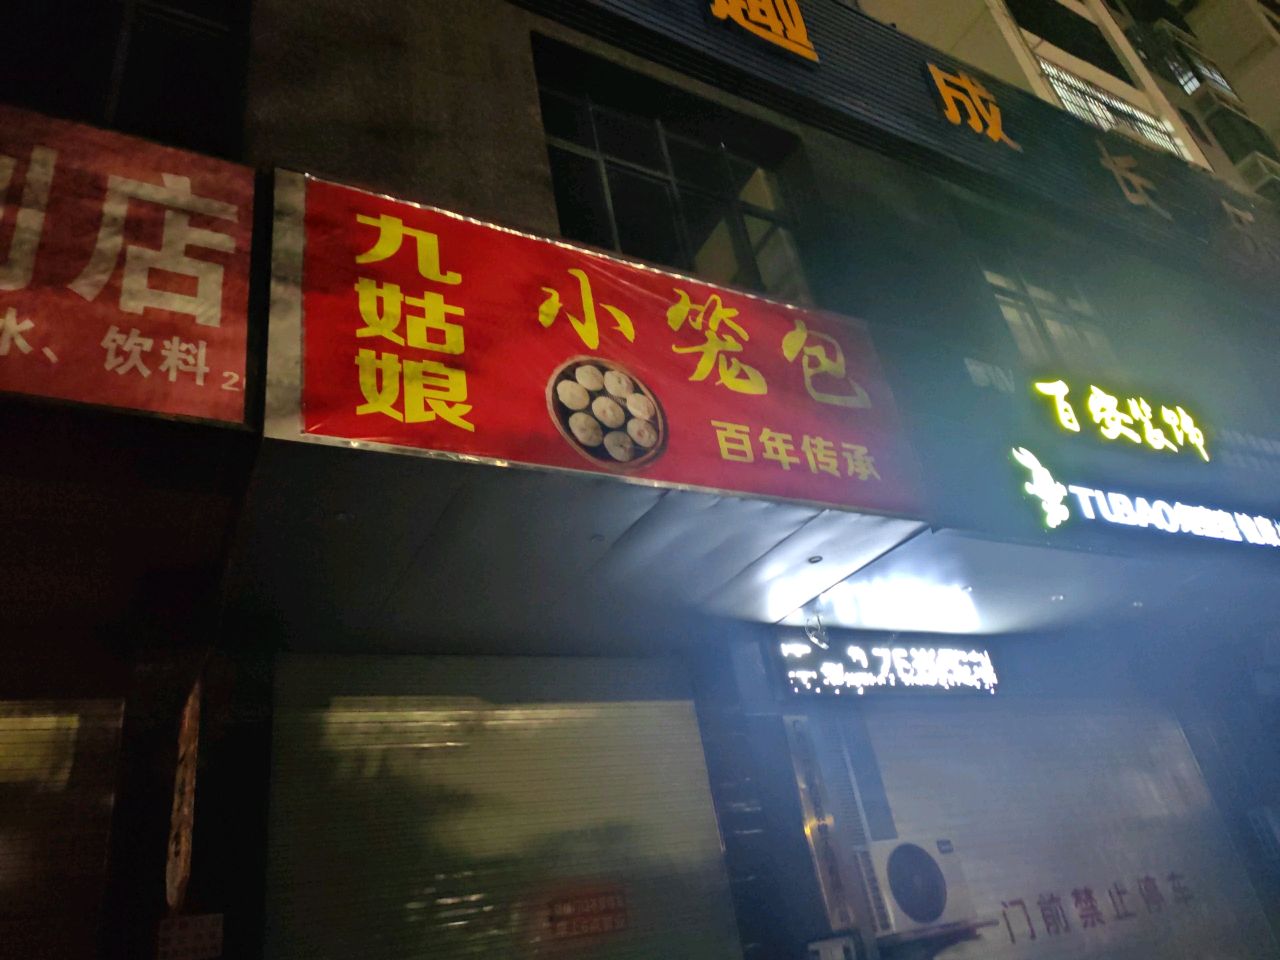 趣
成
长
店
水、饮料
九姑娘
小笼包
百年传承
百安装饰
TUBAO
门前禁止停车